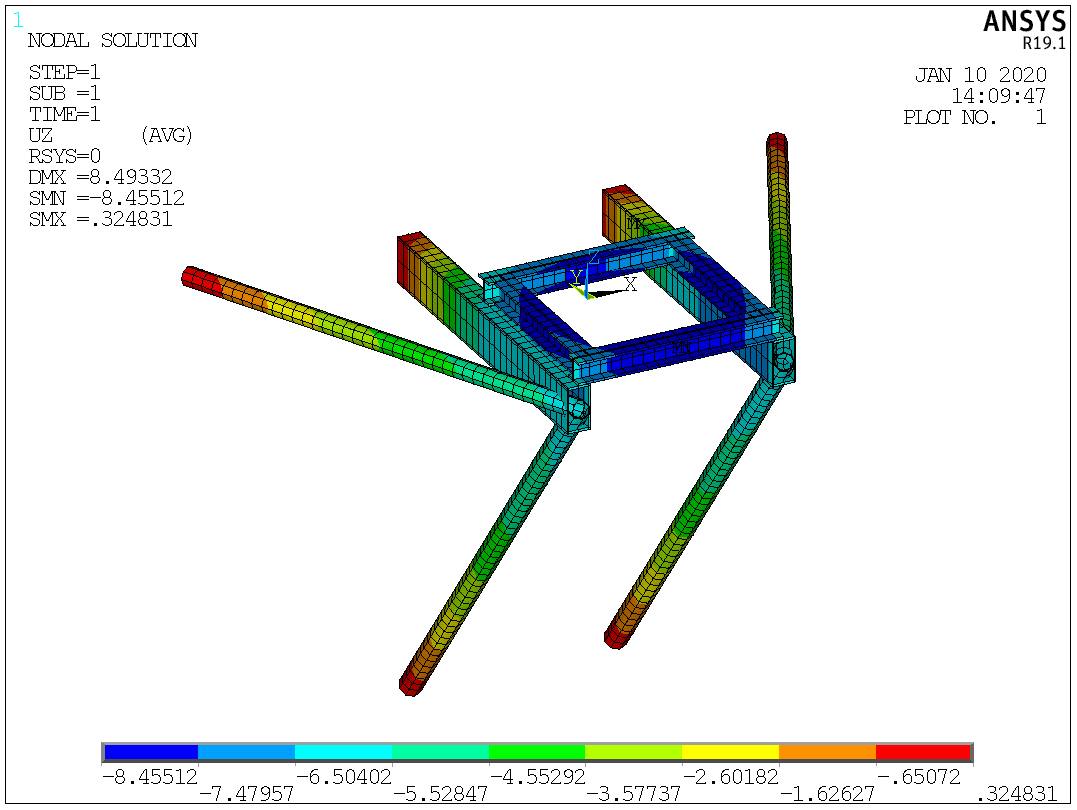 1
NODAL SOLUTION
STEP=1
SUB =1
TIME=1
UZ (AVG)
RSYS=0
DMX =8.49332
SMN =-8.45512
SMX =.324831
ANSYS
R19.1
JAN 10 2020
14:09:47
PLOT NO. 1
Z
Y
X
-8.45512 -6.50402 -4.55292 -2.60182 -.65072
-7.47957 -5.52847 -3.57737 -1.62627 .324831